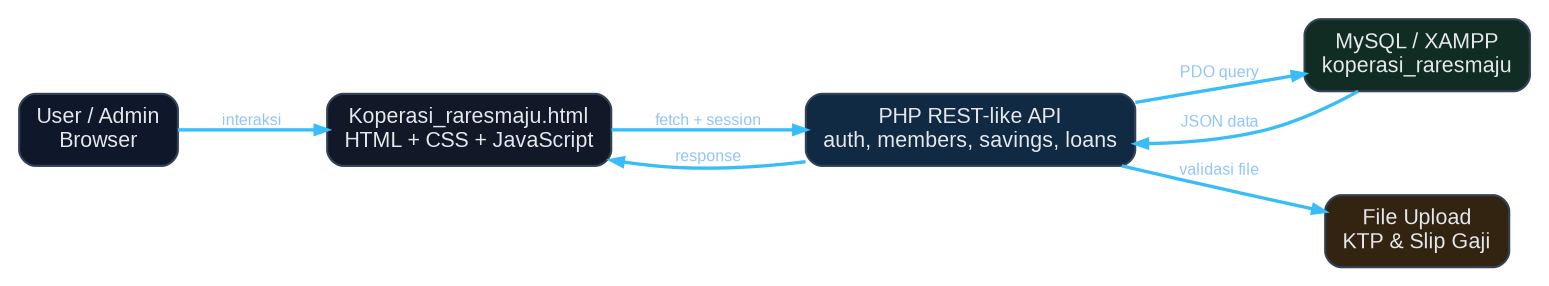 User / Admin
Browser
interaksi
Koperasi_raresmaju.html
HTML + CSS + JavaScript
fetch + session
response
PHP REST-like API
auth, members, savings, loans
PDO query
JSON data
validasi file
MySQL / XAMPP
koperasi_raresmaju
File Upload
KTP & Slip Gaji